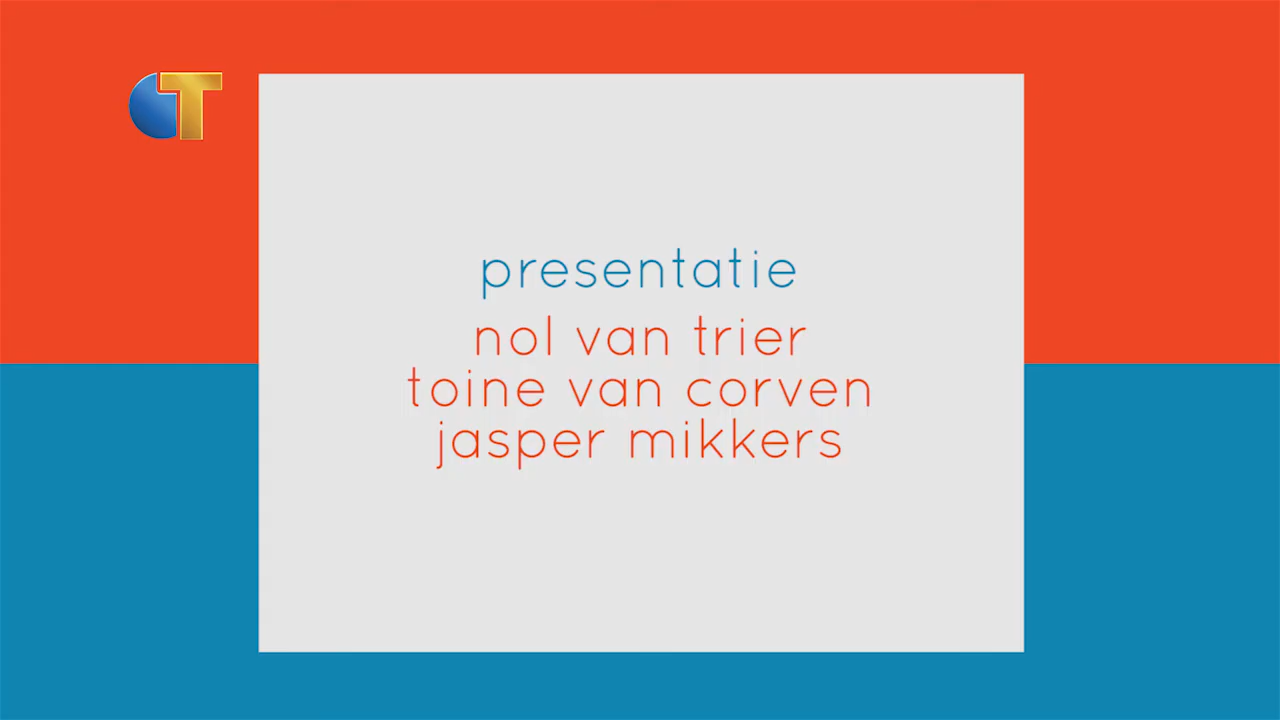 presentatie
nol van trier
toine van corven
jasper mikkers